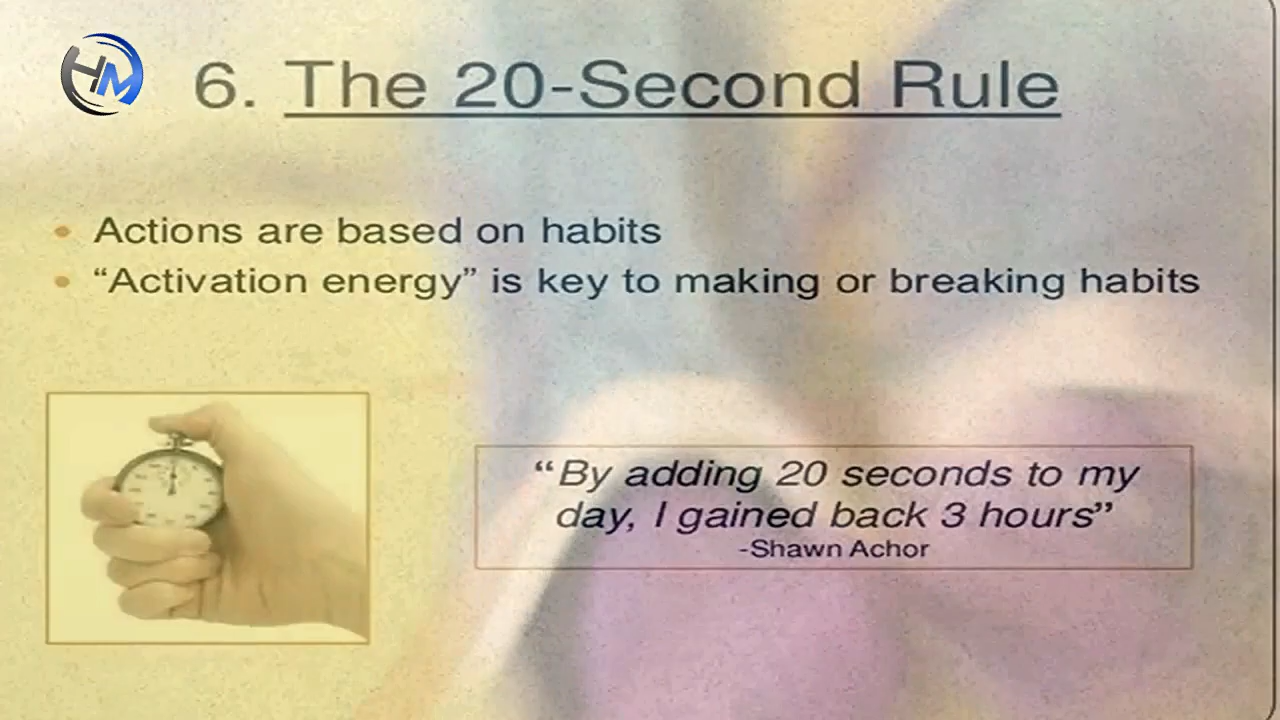 HM
6. The 20-Second Rule
• Actions are based on habits
• “Activation energy” is key to making or breaking habits
“By adding 20 seconds to my
day, I gained back 3 hours”
-Shawn Achor